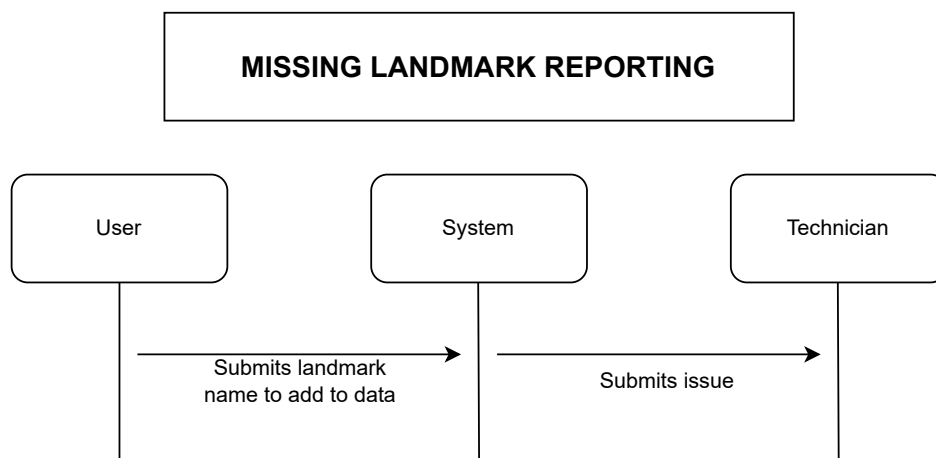 MISSING LANDMARK REPORTING
User
System
Technician
Submits landmark
name to add to data
Submits issue